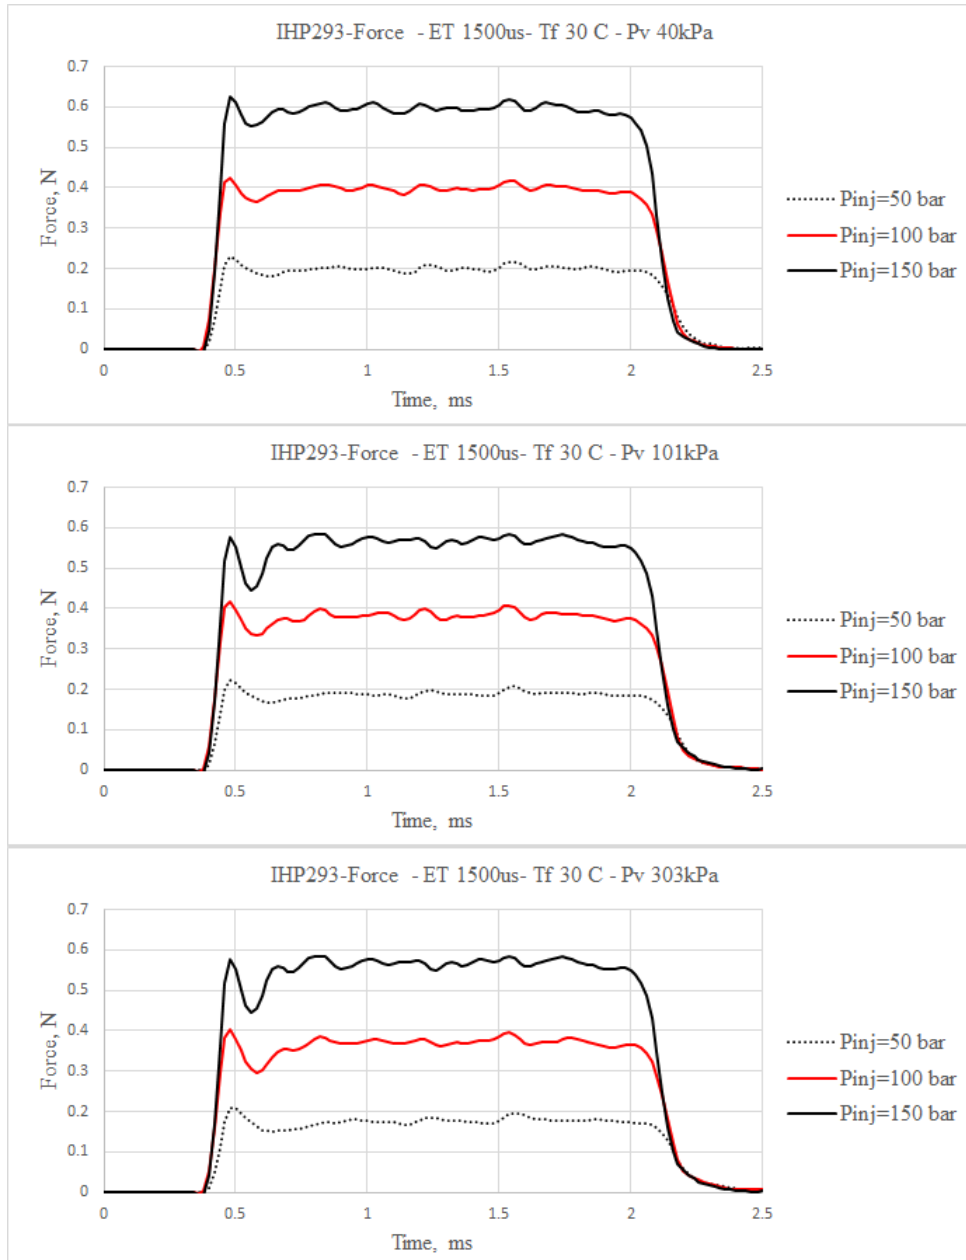 IHP293-Force - ET 1500us- Tf 30 C - Pv 40kPa
0.7
0.6
0.5
0.4
0.3
0.2
0.1
0
Force, N
0 0.5 1 1.5 2 2.5
Time, ms
Pinj=50 bar
Pinj=100 bar
Pinj=150 bar
IHP293-Force - ET 1500us- Tf 30 C - Pv 101kPa
0.7
0.6
0.5
0.4
0.3
0.2
0.1
0
Force, N
0 0.5 1 1.5 2 2.5
Time, ms
Pinj=50 bar
Pinj=100 bar
Pinj=150 bar
IHP293-Force - ET 1500us- Tf 30 C - Pv 303kPa
0.7
0.6
0.5
0.4
0.3
0.2
0.1
0
Force, N
0 0.5 1 1.5 2 2.5
Time, ms
Pinj=50 bar
Pinj=100 bar
Pinj=150 bar